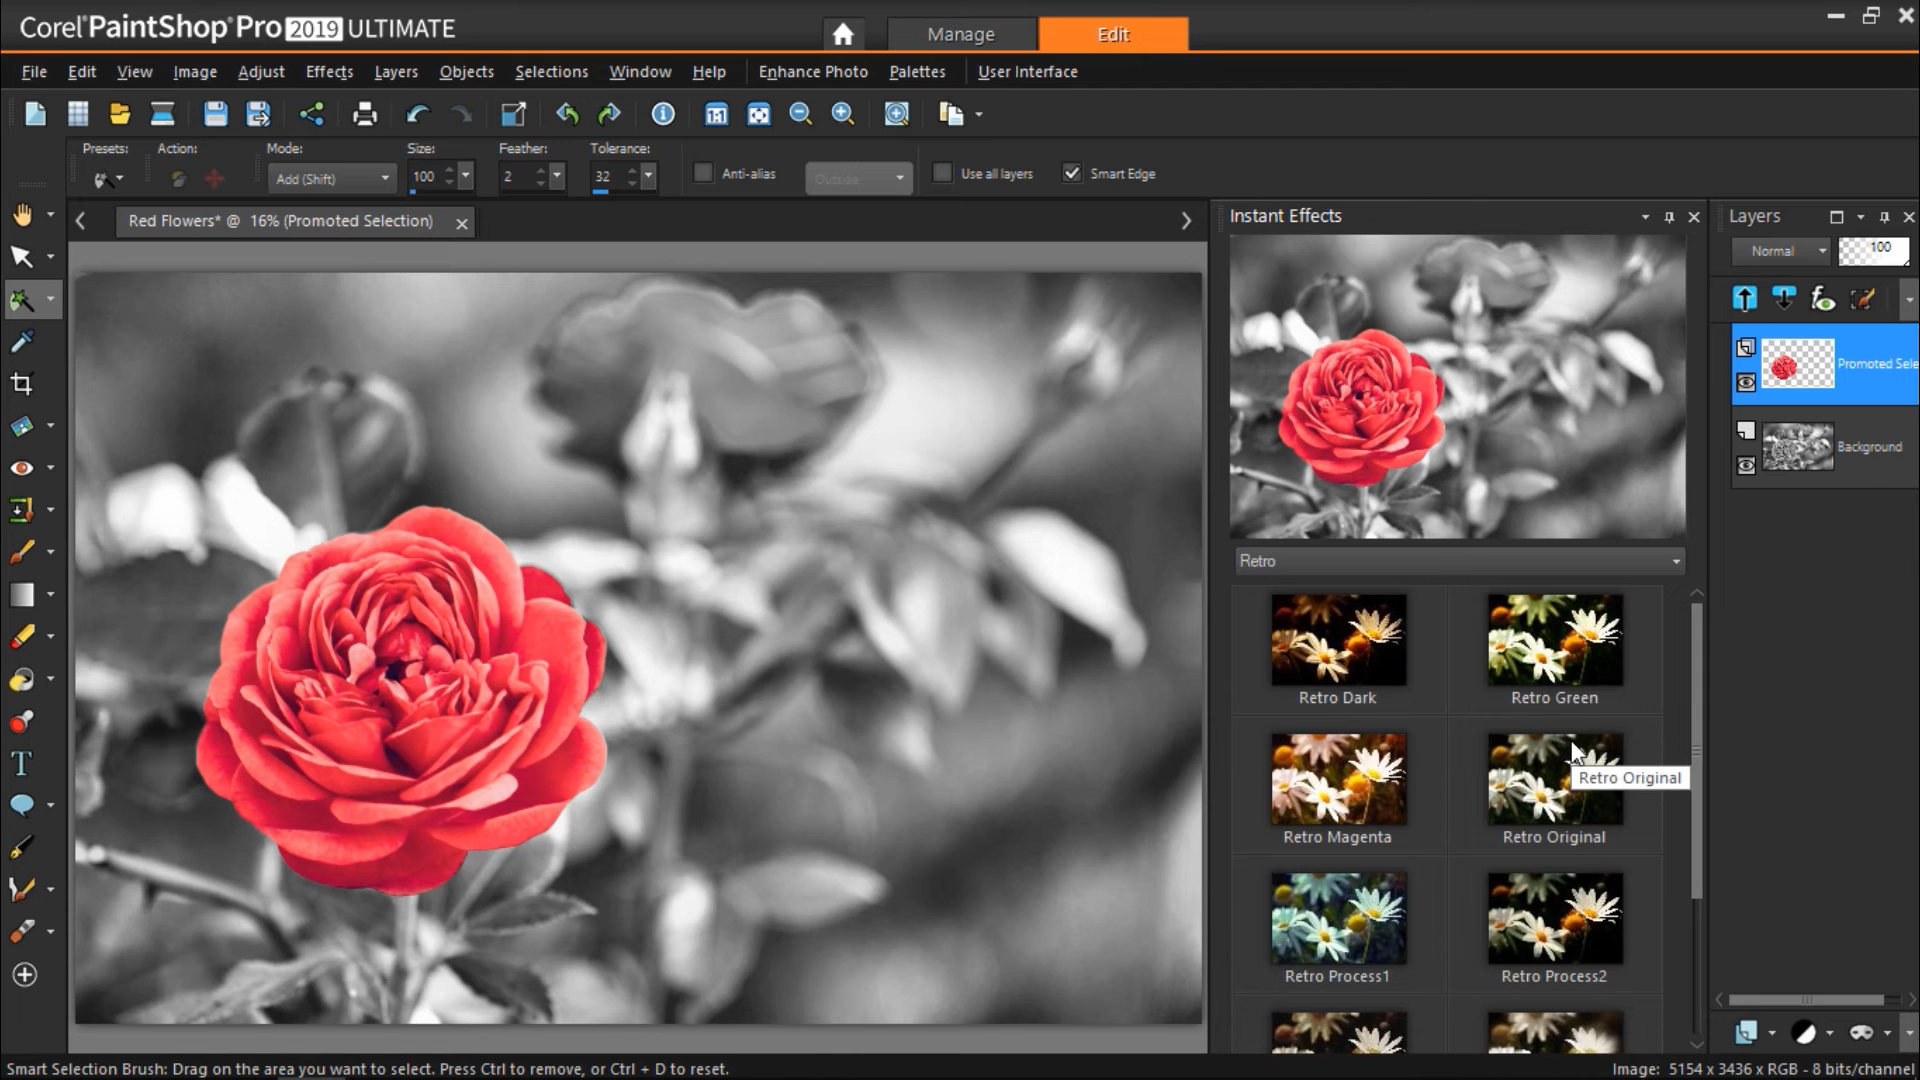 Corel® PaintShop® Pro 2019 ULTIMATE
Manage
Edit
File Edit View Image Adjust Effects Layers Objects Selections Window Help Enhance Photo Palettes User Interface
1:1
Presets: Action: Mode: Size: Feather: Tolerance:
Add (Shift) 100 2 32 Anti-alias Outside Use all layers Smart Edge
Red Flowers* @ 16% (Promoted Selection)
Instant Effects
Layers
Normal 100
Promoted Sele
Background
Retro
Retro Dark Retro Green
Retro Original
Retro Magenta Retro Original
Retro Process1 Retro Process2
T
Smart Selection Brush: Drag on the area you want to select. Press Ctrl to remove, or Ctrl + D to reset.
Image: 5154 x 3436 x RGB - 8 bits/channel